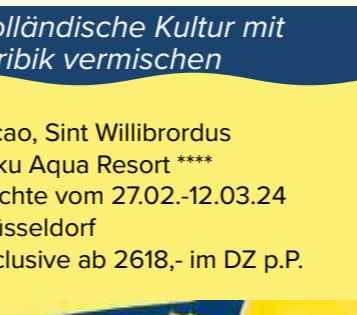 olländische Kultur mit
ribik vermischen
cao, Sint Willibrordus
ku Aqua Resort ****
chte vom 27.02.-12.03.24
üsseldorf
clusive ab 2618,- im DZ p.P.